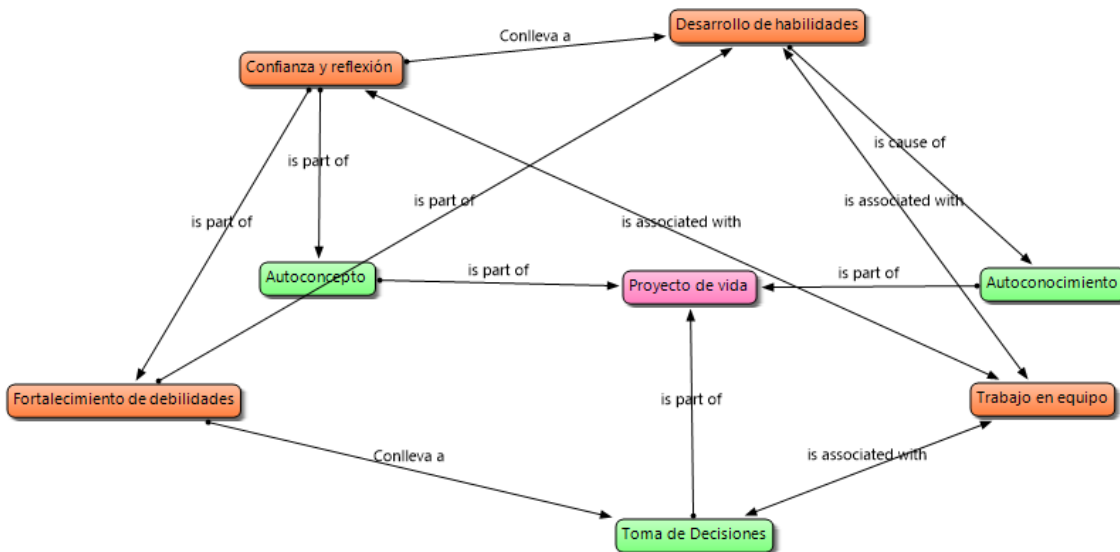 Desarrollo de habilidades
Conlleva a
Confianza y reflexión
is cause of
is part of
is part of
is associated with
is part of
is associated with
Autoconcepto
is part of
Proyecto de vida
is part of
Autoconocimiento
Fortalecimiento de debilidades
is part of
Trabajo en equipo
Conlleva a
is associated with
Toma de Decisiones